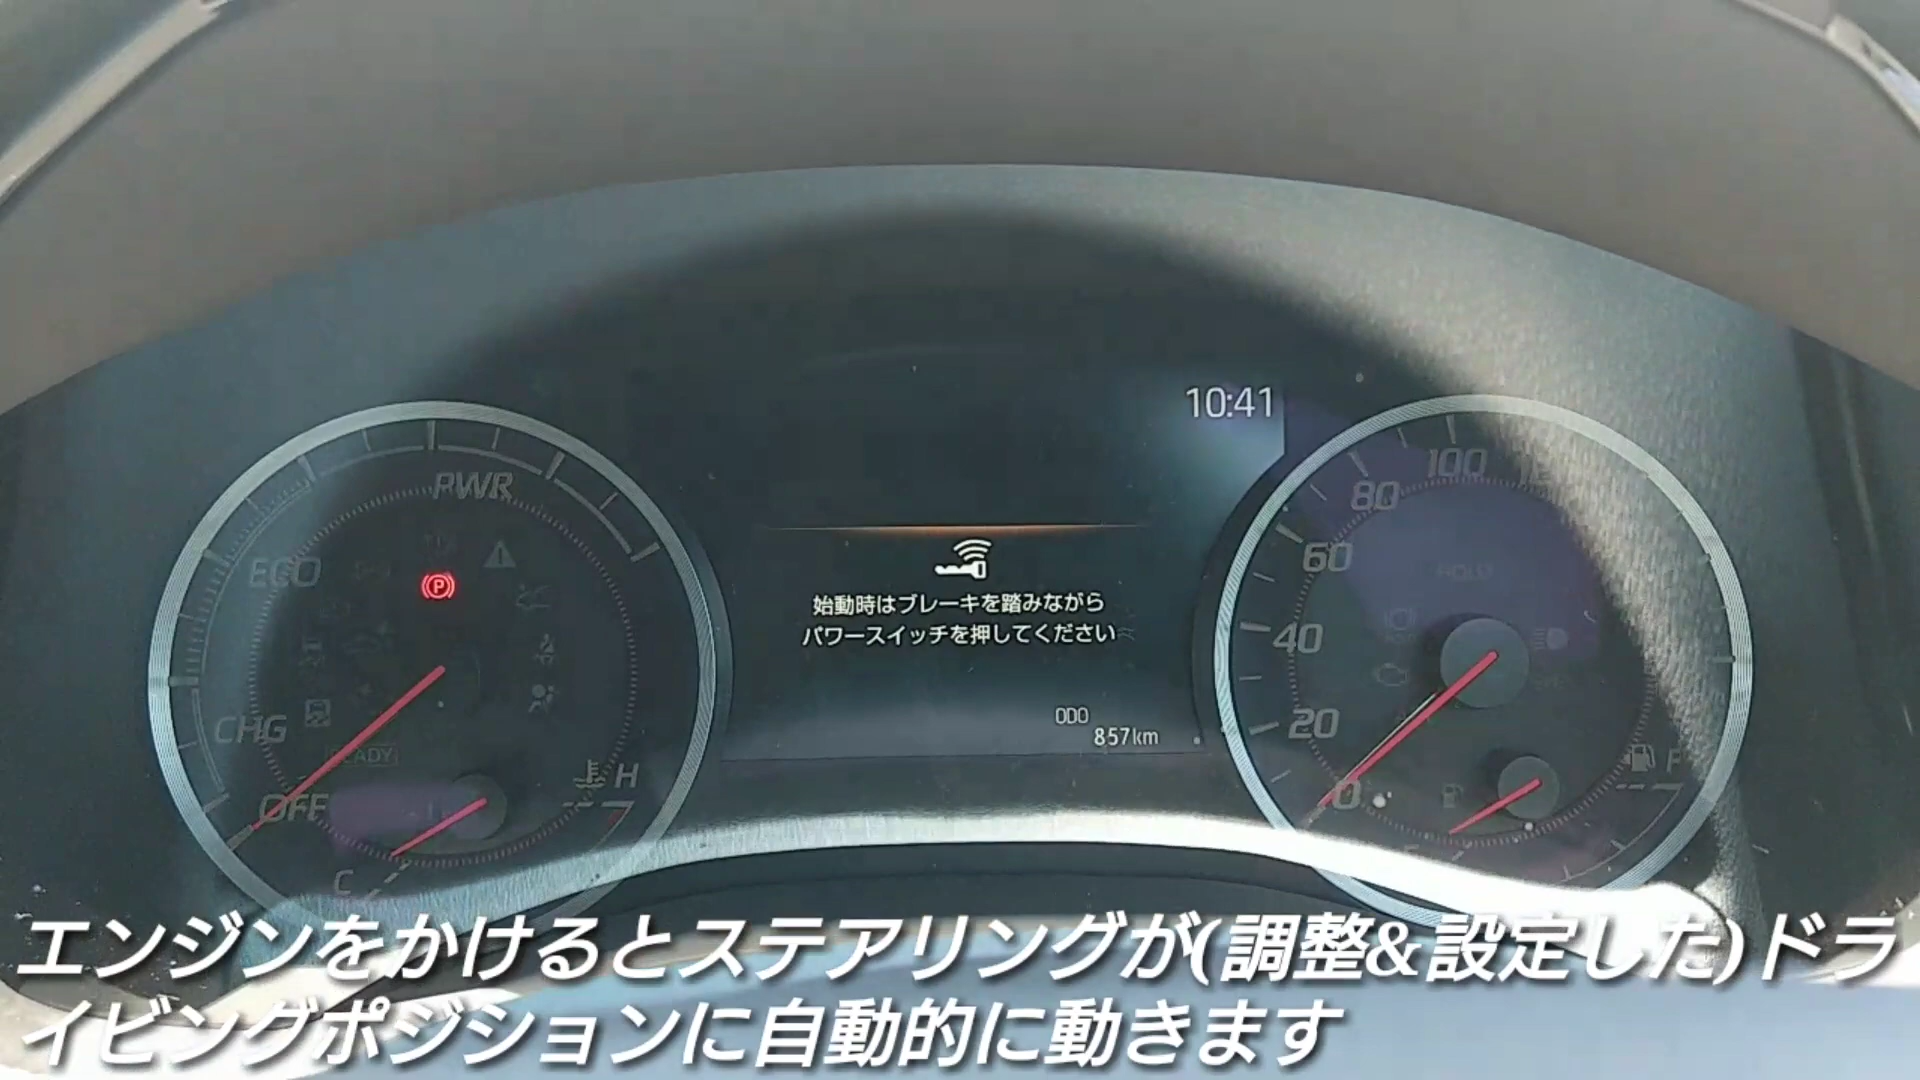 10:41
PWR
100
80
ECO
60
HOLD
始動時はブレーキを踏みながら
パワースイッチを押してください
40
CHG
20
ODO
857km
READY
H
F
OFF
0
C
エンジンをかけるとステアリングが(調整&設定した)ドラ
イビングポジションに自動的に動きます